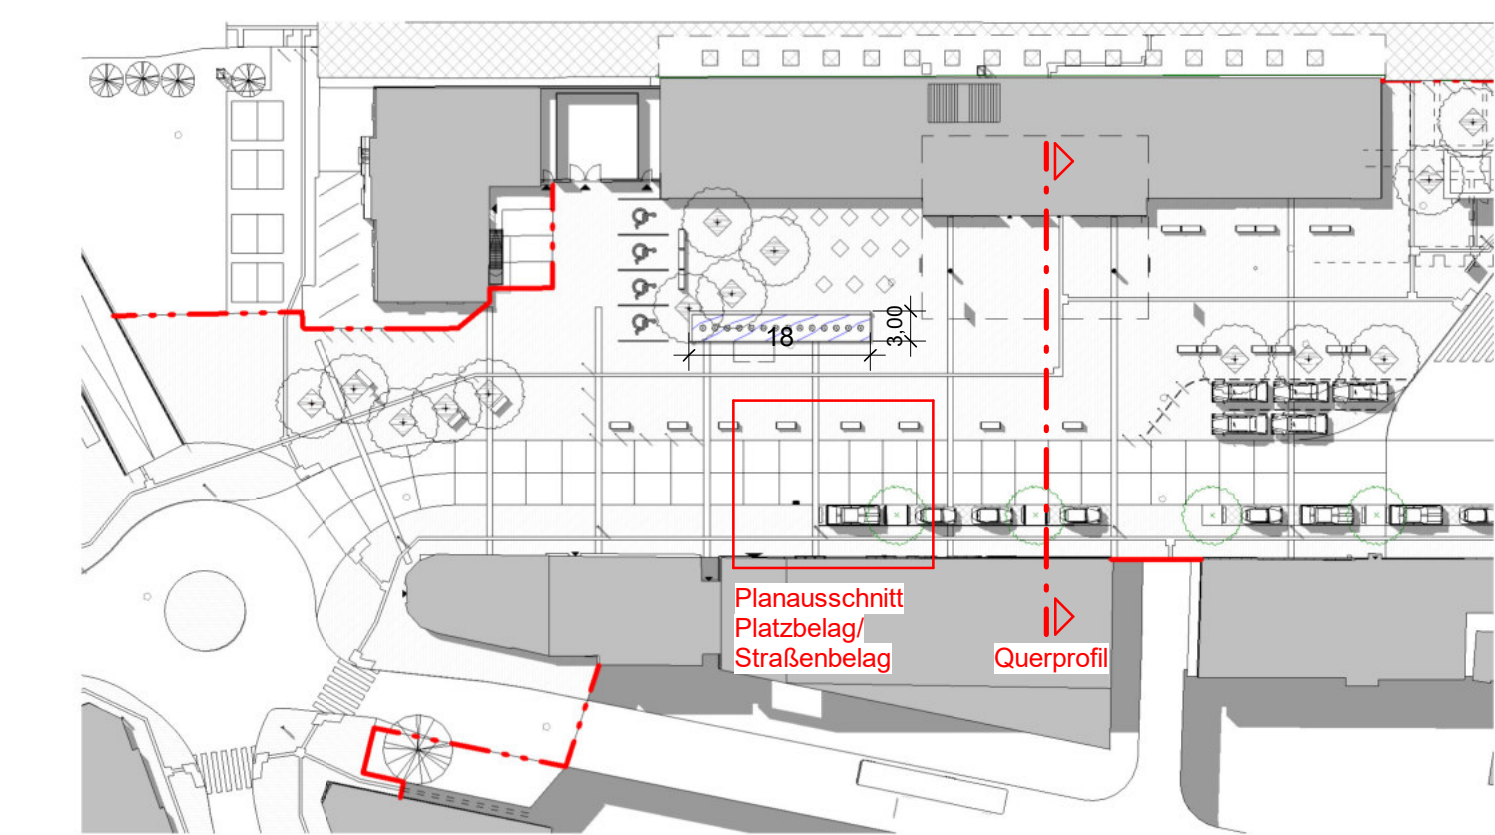 3,00
18
Planausschnitt
Platzbelag/
Straßenbelag
Querprofil